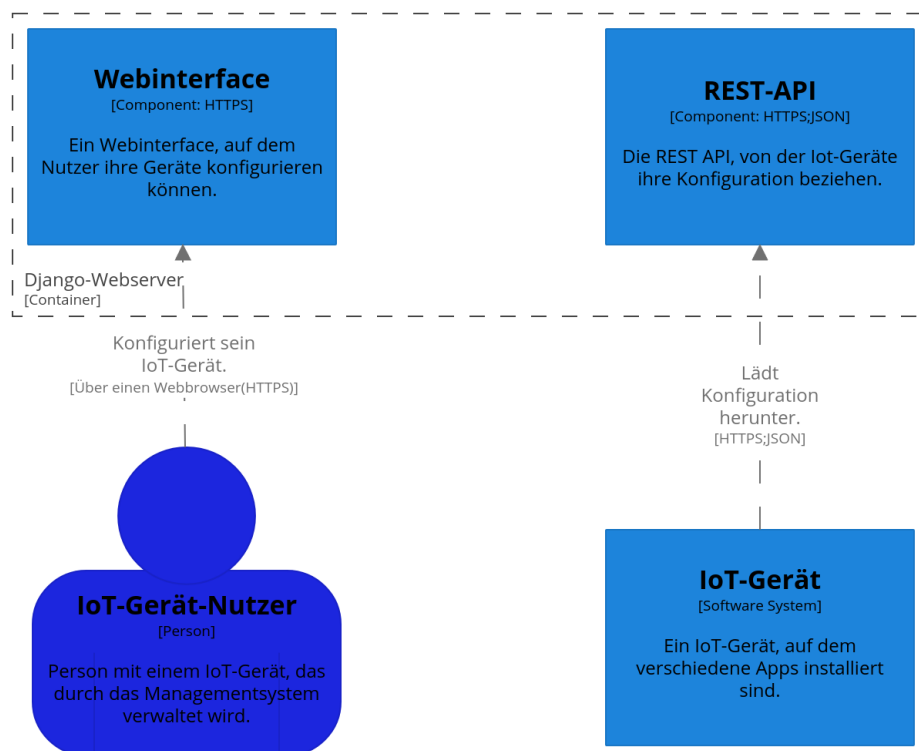 Webinterface
[Component: HTTPS]
Ein Webinterface, auf dem
Nutzer ihre Geräte konfigurieren
können.
REST-API
[Component: HTTPS;JSON]
Die REST API, von der Iot-Geräte
ihre Konfiguration beziehen.
Django-Webserver
[Container]
Konfiguriert sein
IoT-Gerät.
[Über einen Webbrowser(HTTPS)]
Lädt
Konfiguration
herunter.
[HTTPS;JSON]
IoT-Gerät-Nutzer
[Person]
Person mit einem IoT-Gerät, das
durch das Managementsystem
verwaltet wird.
IoT-Gerät
[Software System]
Ein IoT-Gerät, auf dem
verschiedene Apps installiert
sind.